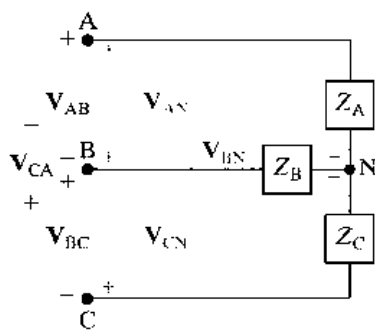 A
+
+
Z_A
V_AB V_AN
−
− B + V_BN − − N
V_CA + Z_B
+
V_BC V_CN Z_C
− +
C